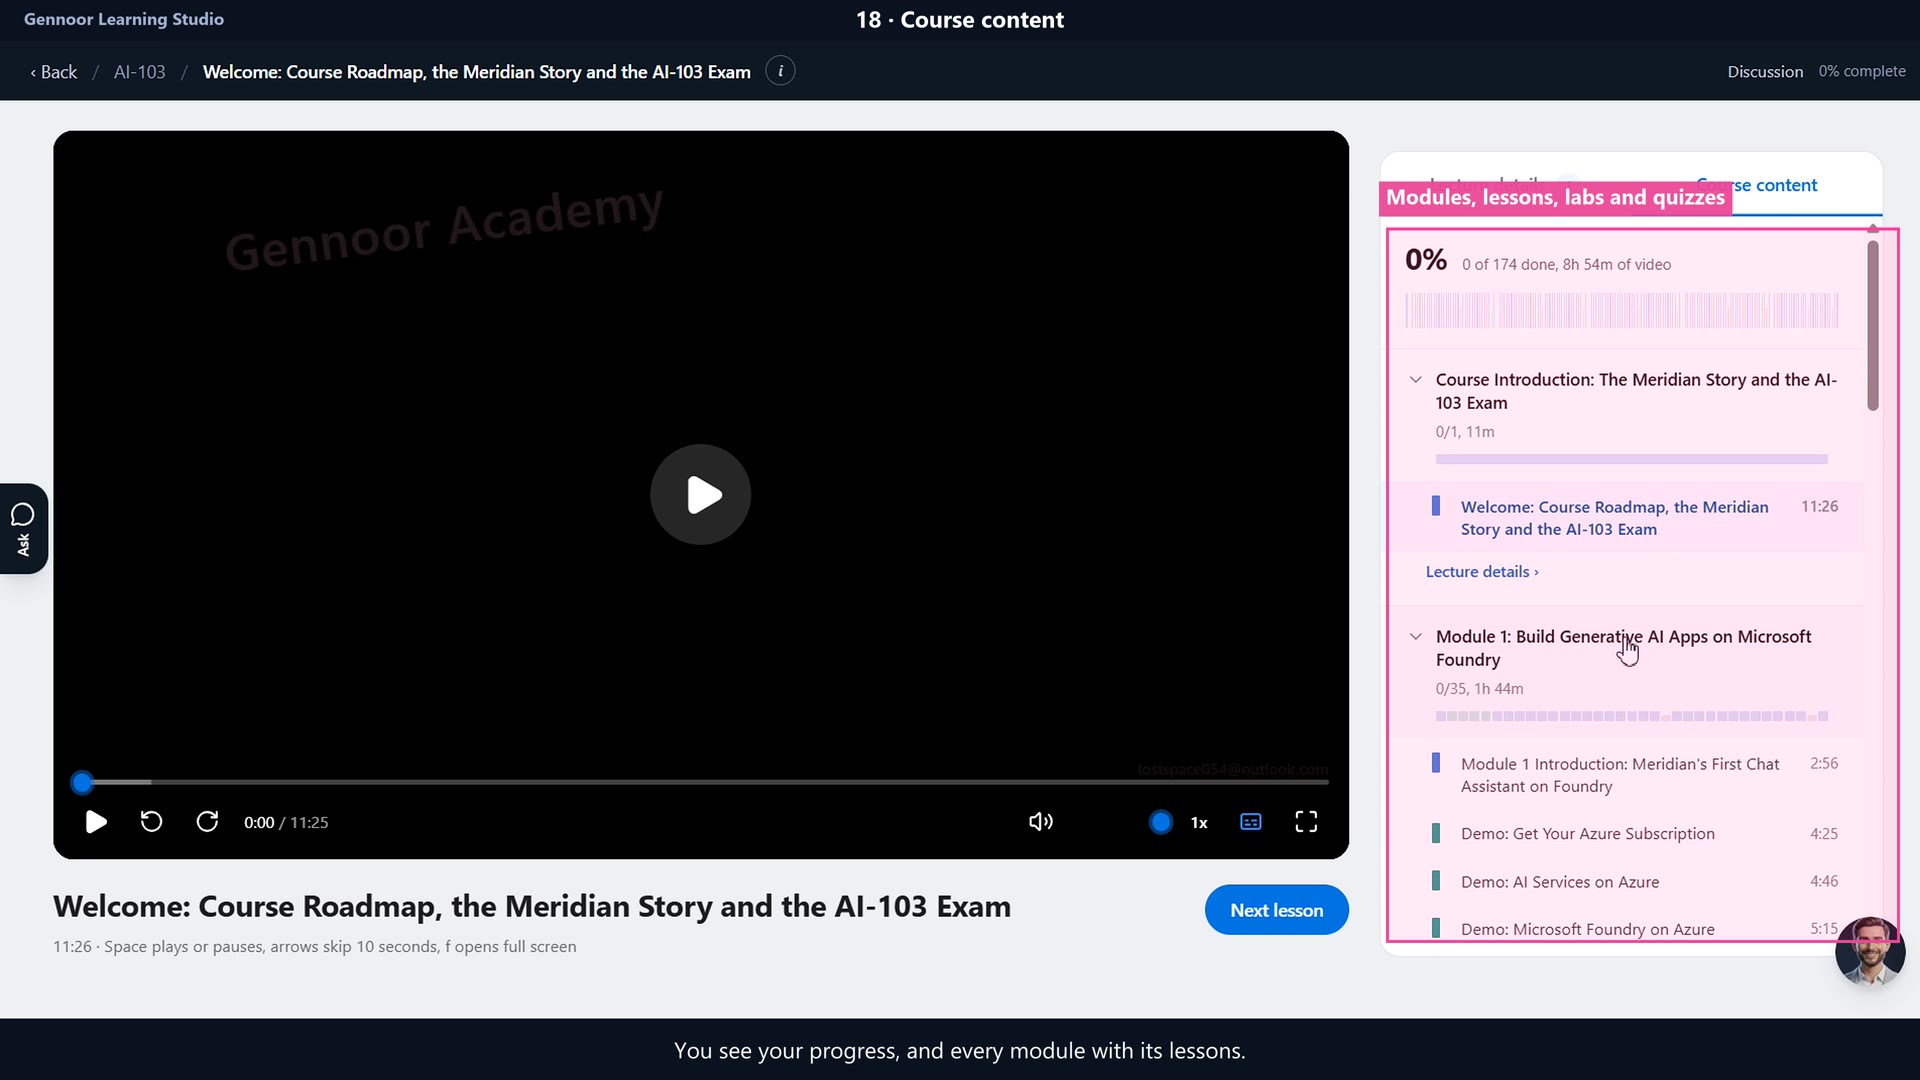 Gennoor Learning Studio
18 · Course content
‹ Back / AI-103 / Welcome: Course Roadmap, the Meridian Story and the AI-103 Exam i
Discussion 0% complete
Gennoor Academy
Lecture details
Course content
Modules, lessons, labs and quizzes
0% 0 of 174 done, 8h 54m of video
Course Introduction: The Meridian Story and the AI-
103 Exam
0/1, 11m
Welcome: Course Roadmap, the Meridian 11:26
Story and the AI-103 Exam
Lecture details ›
Module 1: Build Generative AI Apps on Microsoft
Foundry
0/35, 1h 44m
Module 1 Introduction: Meridian's First Chat 2:56
Assistant on Foundry
Demo: Get Your Azure Subscription 4:25
Demo: AI Services on Azure 4:46
Demo: Microsoft Foundry on Azure 5:15
Ask
lostspace054@outlook.com
0:00 / 11:25
1x
Welcome: Course Roadmap, the Meridian Story and the AI-103 Exam
Next lesson
11:26 · Space plays or pauses, arrows skip 10 seconds, f opens full screen
You see your progress, and every module with its lessons.